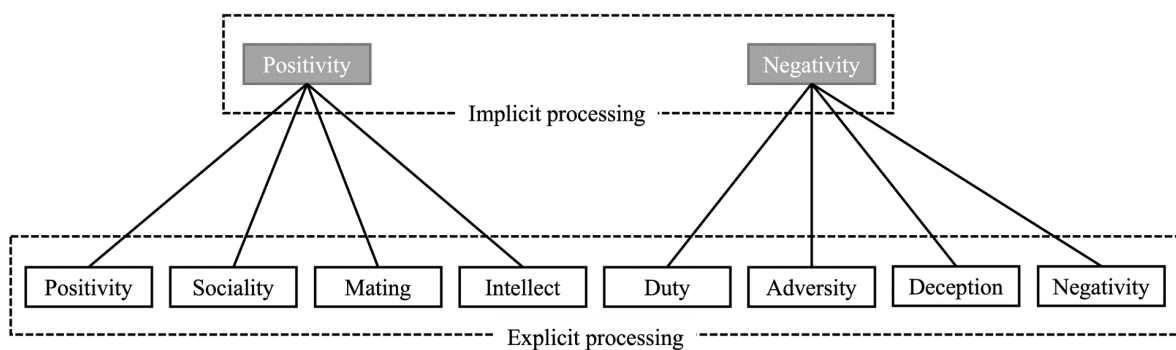 Positivity
Negativity
Implicit processing
Positivity
Sociality
Mating
Intellect
Duty
Adversity
Deception
Negativity
Explicit processing